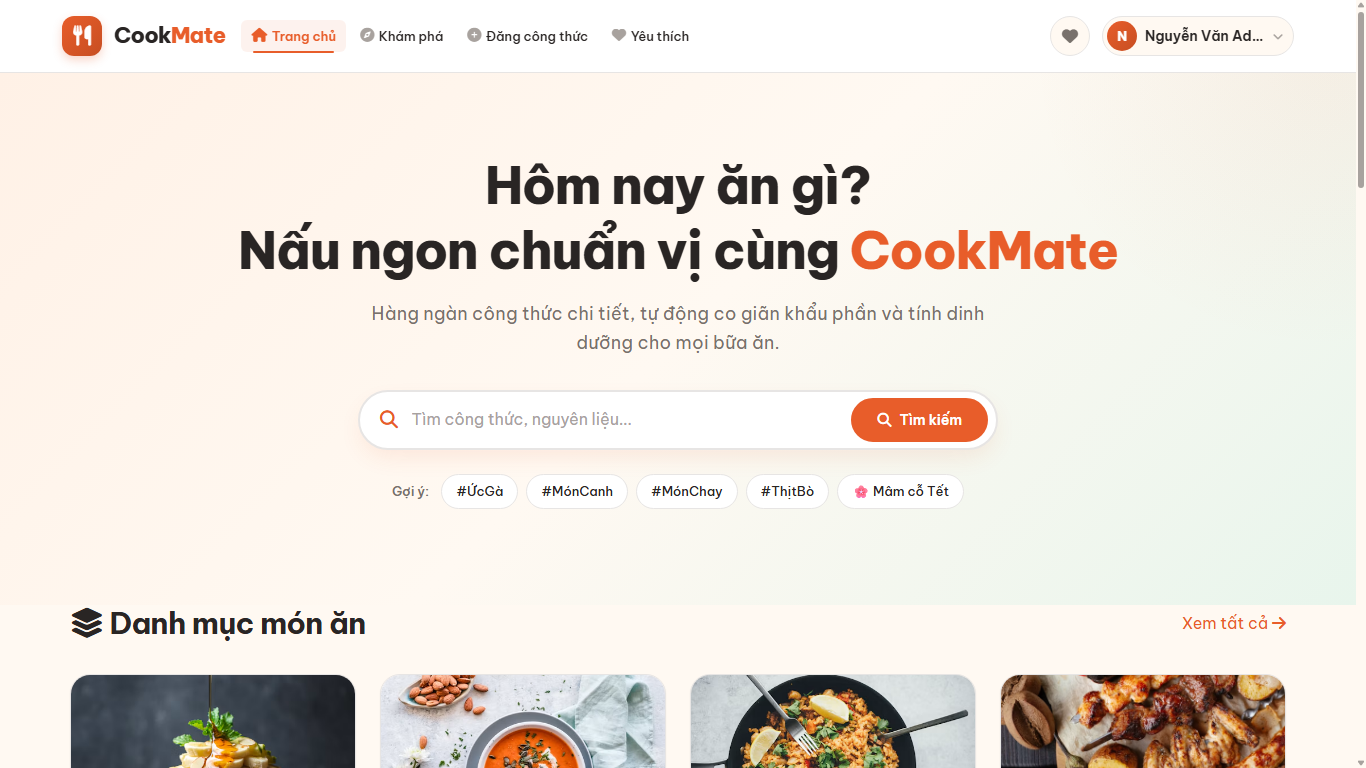 CookMate
Trang chủ
Khám phá
Đăng công thức
Yêu thích
N
Nguyễn Văn Ad...
Hôm nay ăn gì?
Nấu ngon chuẩn vị cùng CookMate
Hàng ngàn công thức chi tiết, tự động co giãn khẩu phần và tính dinh
dưỡng cho mọi bữa ăn.
Tìm công thức, nguyên liệu...
Tìm kiếm
Gợi ý:
#ỨcGà
#MónCanh
#MónChay
#ThịtBò
🌸 Mâm cỗ Tết
Danh mục món ăn
Xem tất cả